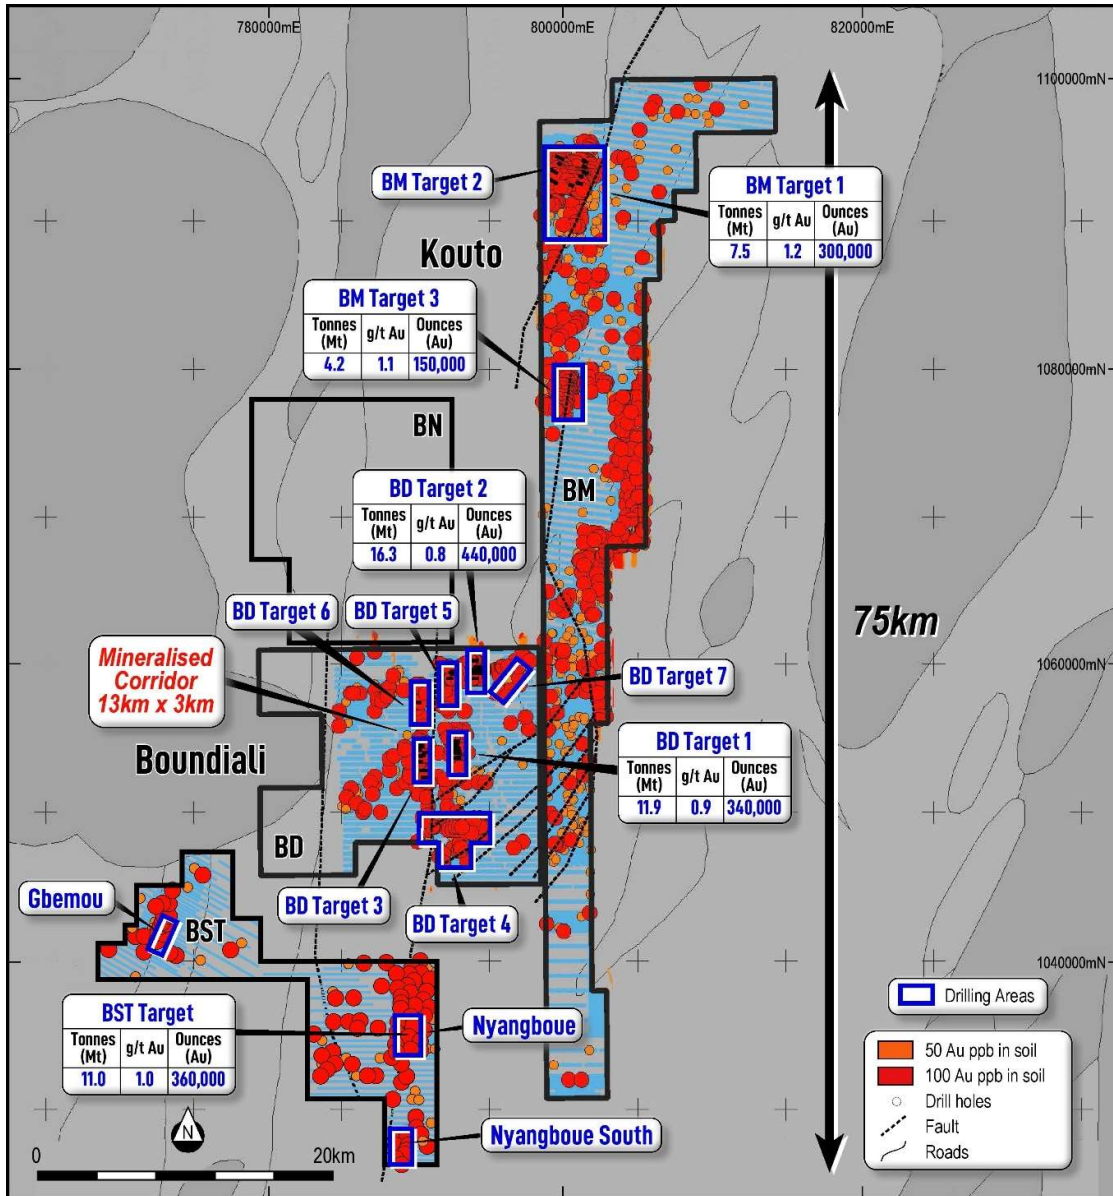 780000mE
800000mE
820000mE
1100000mN
BM Target 2
BM Target 1
Tonnes (Mt) g/t Au Ounces (Au)
7.5 1.2 300,000
Kouto
BM Target 3
Tonnes (Mt) g/t Au Ounces (Au)
4.2 1.1 150,000
1080000mN
BN
BD Target 2
Tonnes (Mt) g/t Au Ounces (Au)
16.3 0.8 440,000
BM
BD Target 6
BD Target 5
75km
Mineralised
Corridor
13km x 3km
1060000mN
BD Target 7
Boundiali
BD Target 1
Tonnes (Mt) g/t Au Ounces (Au)
11.9 0.9 340,000
BD
BD Target 3
BD Target 4
Gbemou
BST
1040000mN
BST Target
Tonnes (Mt) g/t Au Ounces (Au)
11.0 1.0 360,000
Nyangboue
Nyangboue South
N
0 20km
Drilling Areas
50 Au ppb in soil
100 Au ppb in soil
Drill holes
Fault
Roads